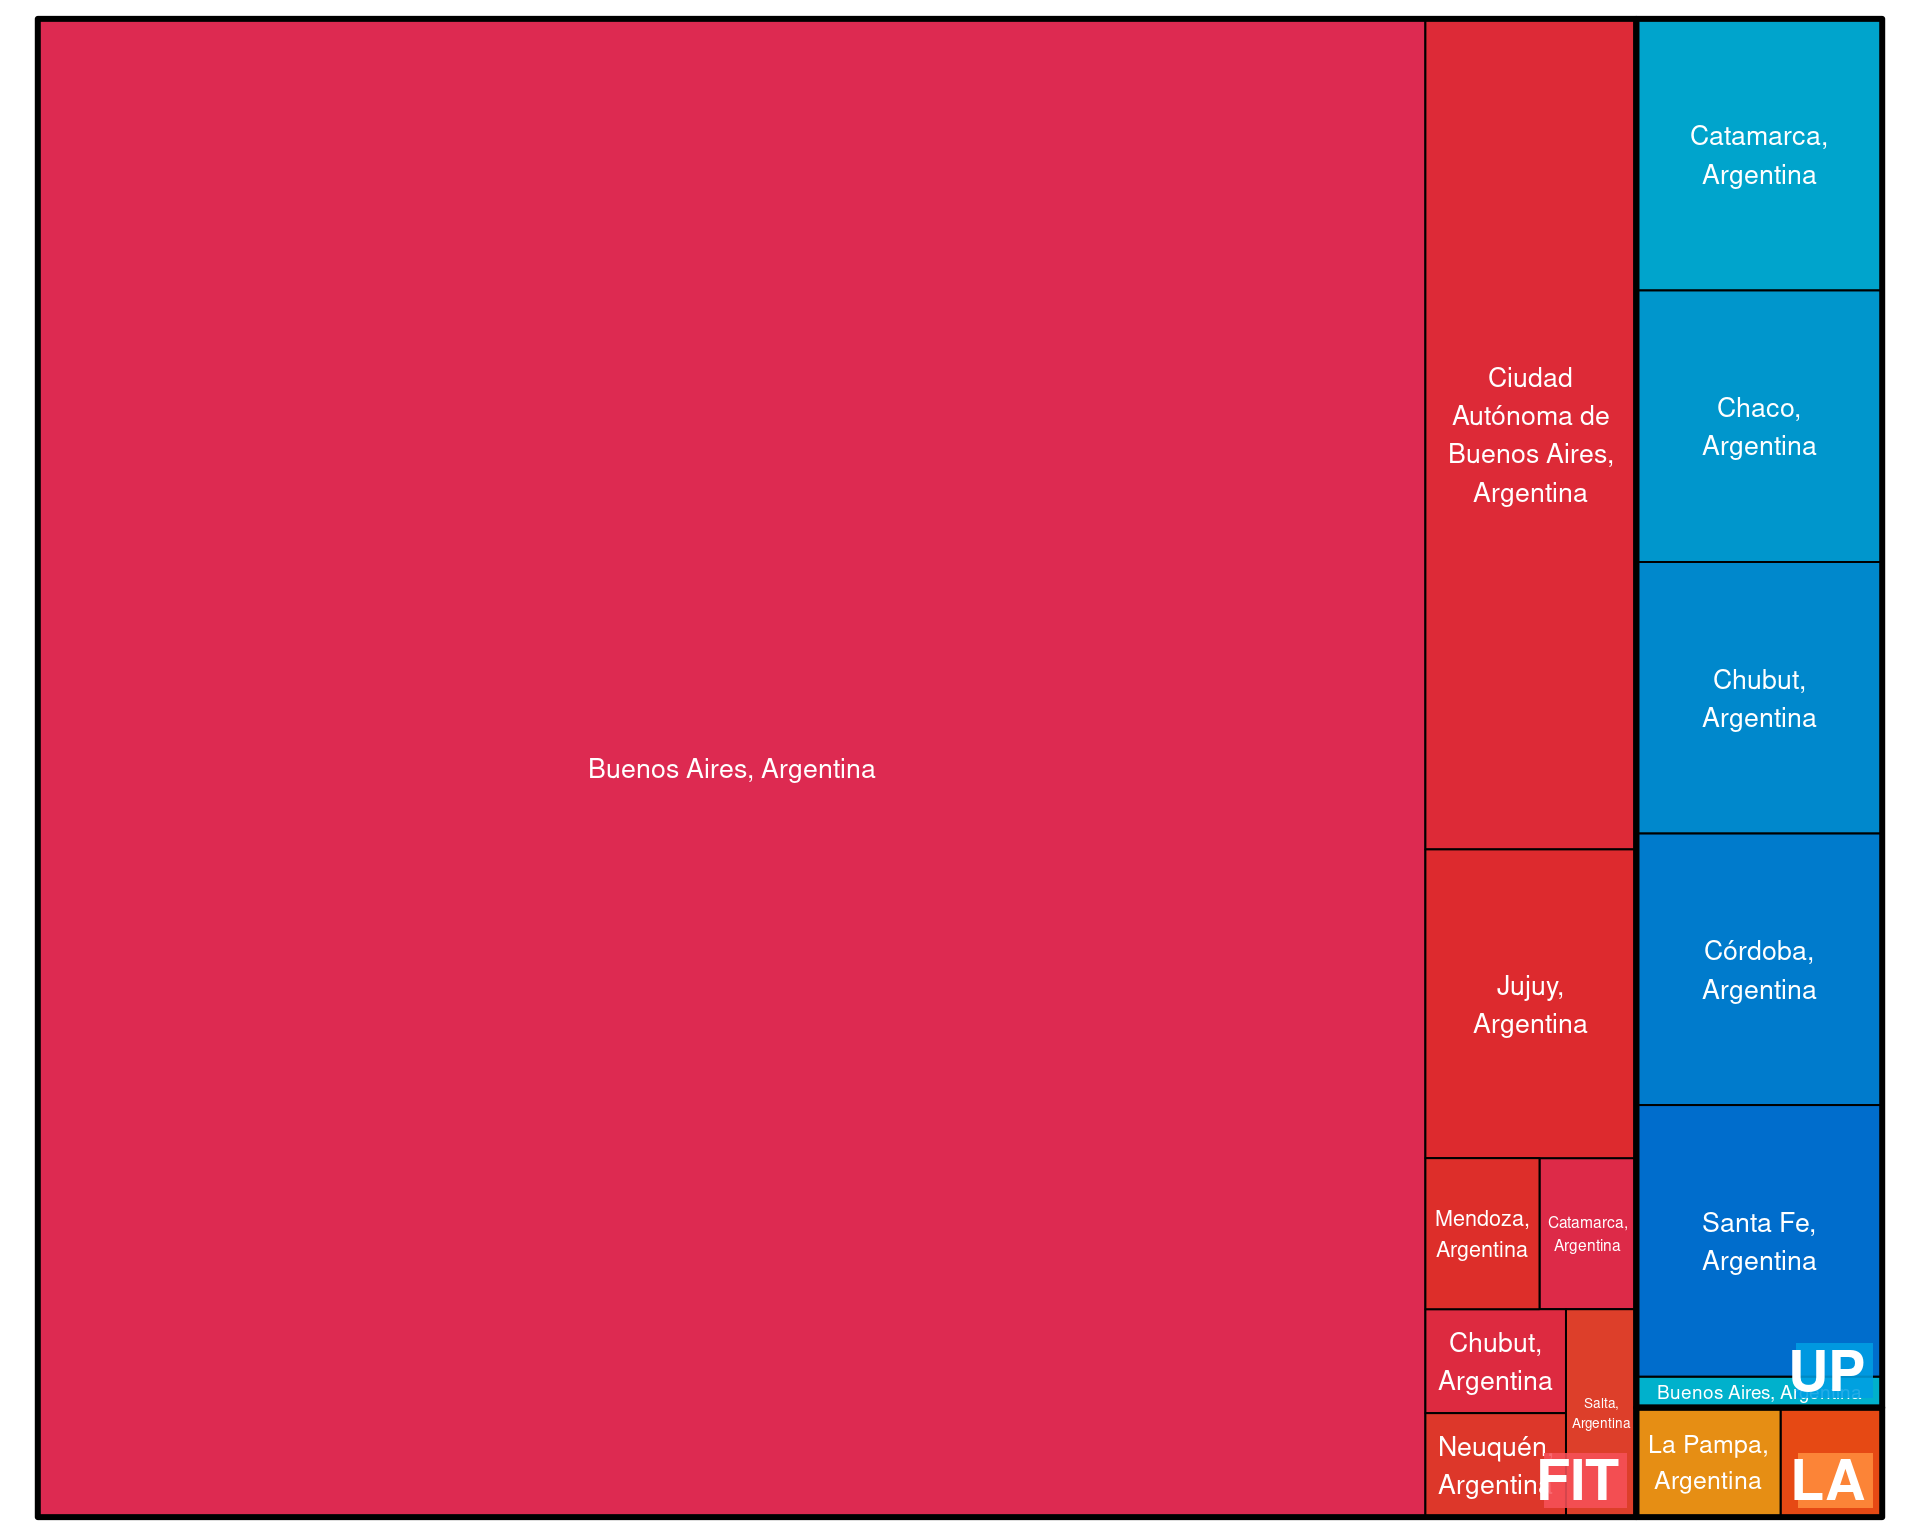 Buenos Aires, Argentina
Ciudad
Autónoma de
Buenos Aires,
Argentina
Jujuy,
Argentina
Mendoza,
Argentina
Catamarca,
Argentina
Chubut,
Argentina
Neuquén,
Argentina
Salta,
Argentina
FIT
Catamarca,
Argentina
Chaco,
Argentina
Chubut,
Argentina
Córdoba,
Argentina
Santa Fe,
Argentina
Buenos Aires, Argentina
UP
La Pampa,
Argentina
LA